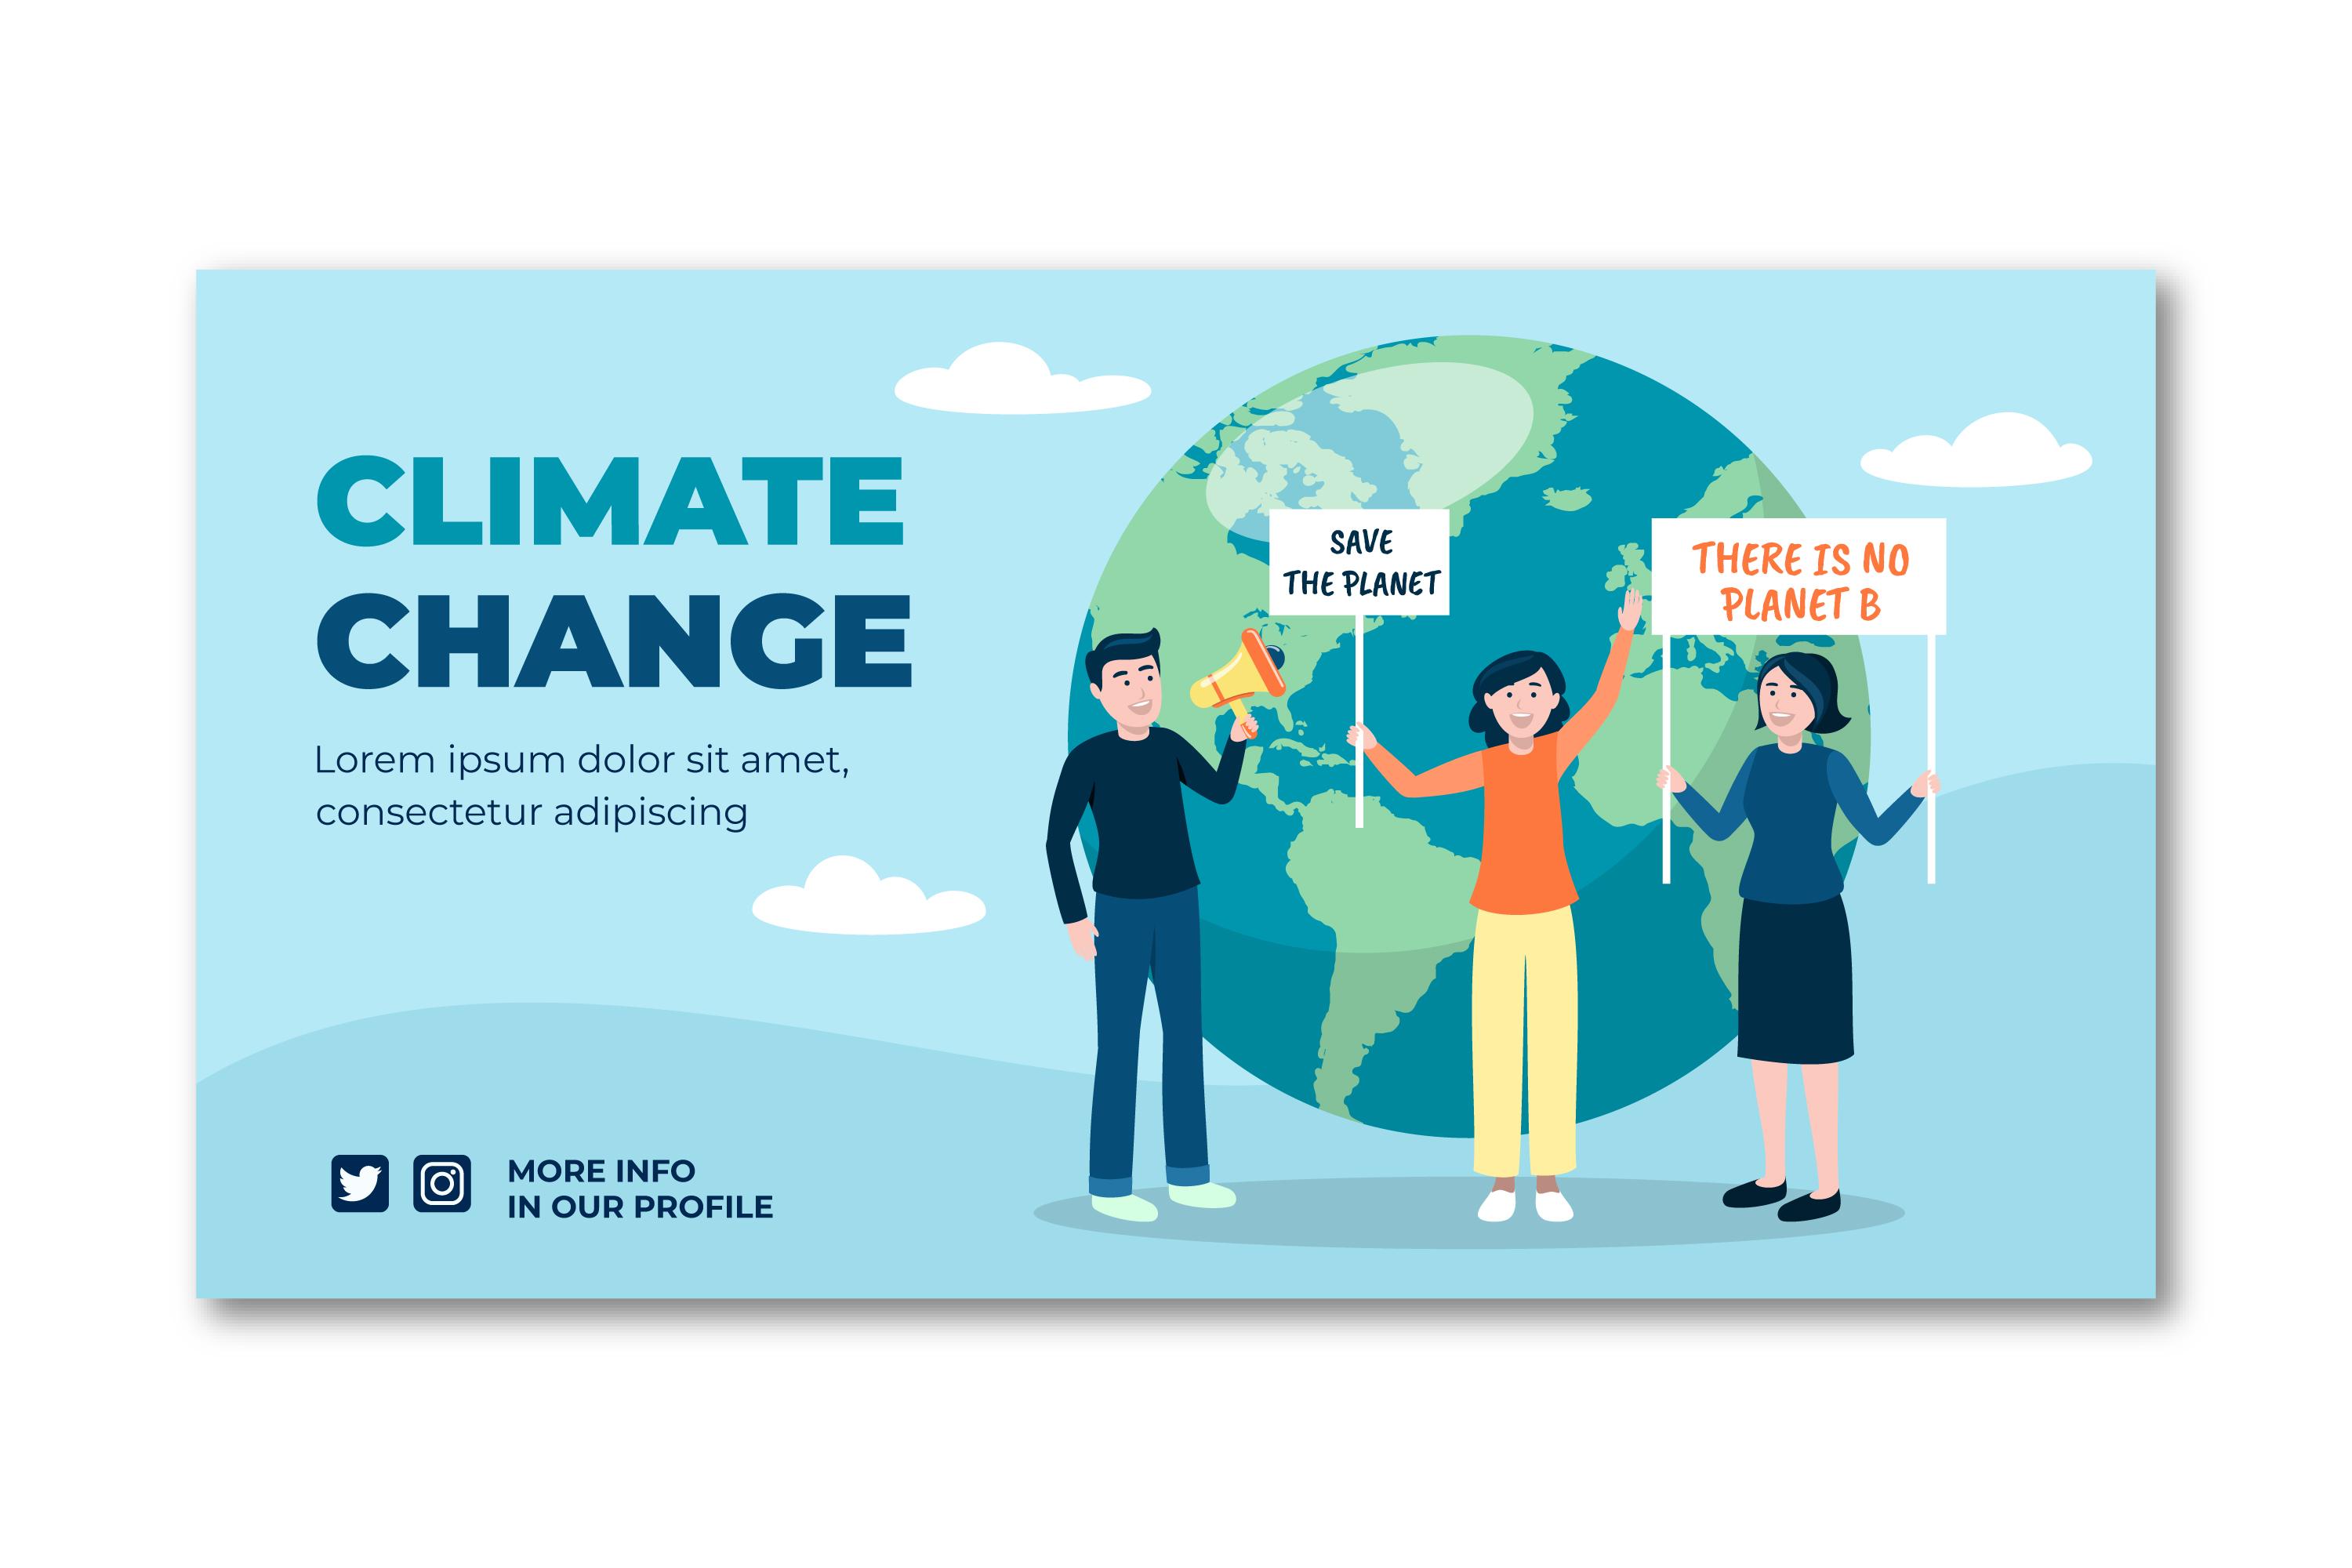 CLIMATE
CHANGE
Lorem ipsum dolor sit amet,
consectetur adipiscing
SAVE
THE PLANET
THERE IS NO
PLANET B
MORE INFO
IN OUR PROFILE